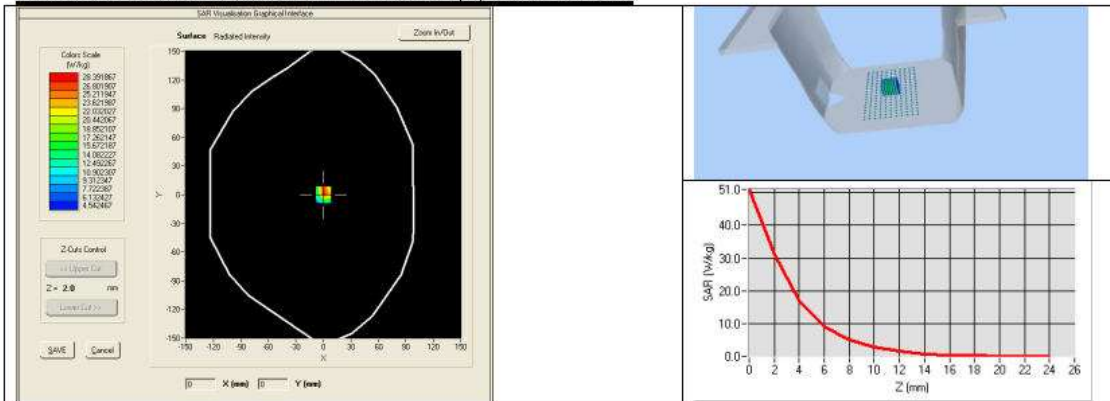 SAR Visualisation Graphical Interface
Surface Radiated Intensity
Zoom In/Out
Colors Scale
(W/kg)
28.391867
26.801907
25.211947
23.621987
22.032027
20.442067
18.852107
17.262147
15.672187
14.082227
12.492267
10.902307
9.312347
7.722387
6.132427
4.542467
Z-Cuts Control
<< Upper Cut
Z = 2.0 mm
Lower Cut >>
SAVE Cancel
150
120
90
60
30
0
-30
-60
-90
-120
-150
Y
-150 -120 -90 -60 -30 0 30 60 90 120 150
X
0 X (mm) 0 Y (mm)
51.0
40.0
30.0
20.0
10.0
0.0
SAR (W/kg)
0 2 4 6 8 10 12 14 16 18 20 22 24 26
Z (mm)